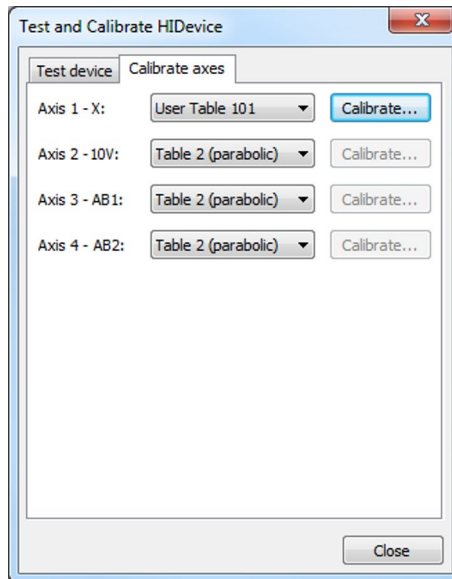 Test and Calibrate HIDevice
Test device Calibrate axes
Axis 1 - X: User Table 101 Calibrate...
Axis 2 - 10V: Table 2 (parabolic) Calibrate...
Axis 3 - AB1: Table 2 (parabolic) Calibrate...
Axis 4 - AB2: Table 2 (parabolic) Calibrate...
Close